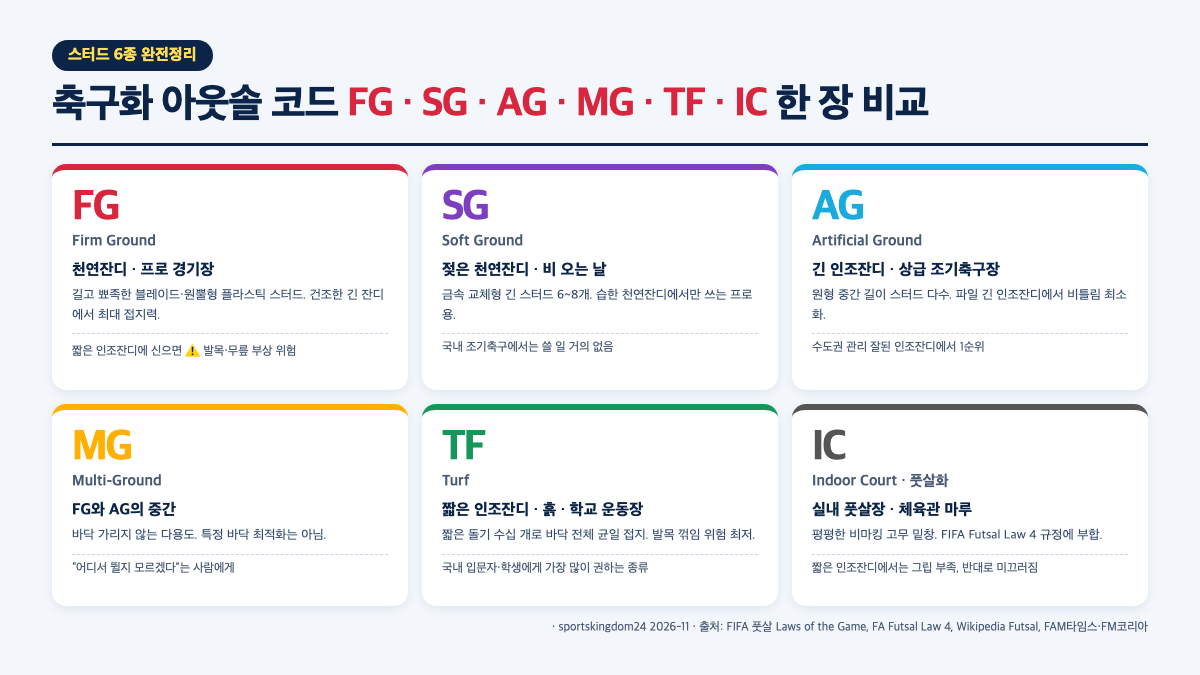 스터드 6종 완전정리
축구화 아웃솔 코드 FG · SG · AG · MG · TF · IC 한 장 비교
FG
Firm Ground
천연잔디 · 프로 경기장
길고 뾰족한 블레이드·원뿔형 플라스틱 스터드. 건조한 긴 잔디
에서 최대 접지력.
짧은 인조잔디에 신으면 ⚠️ 발목·무릎 부상 위험
SG
Soft Ground
젖은 천연잔디 · 비 오는 날
금속 교체형 긴 스터드 6~8개. 습한 천연잔디에서만 쓰는 프로
용.
국내 조기축구에서는 쓸 일 거의 없음
AG
Artificial Ground
긴 인조잔디 · 상급 조기축구장
원형 중간 길이 스터드 다수. 파일 긴 인조잔디에서 비틀림 최소
화.
수도권 관리 잘된 인조잔디에서 1순위
MG
Multi-Ground
FG와 AG의 중간
바닥 가리지 않는 다용도. 특정 바닥 최적화는 아님.
"어디서 뛸지 모르겠다"는 사람에게
TF
Turf
짧은 인조잔디 · 흙 · 학교 운동장
짧은 돌기 수십 개로 바닥 전체 균일 접지. 발목 꺾임 위험 최저.
국내 입문자·학생에게 가장 많이 권하는 종류
IC
Indoor Court · 풋살화
실내 풋살장 · 체육관 마루
평평한 비마킹 고무 밑창. FIFA Futsal Law 4 규정에 부합.
짧은 인조잔디에서는 그립 부족, 반대로 미끄러짐
· sportskingdom24 2026-11 · 출처: FIFA 풋살 Laws of the Game, FA Futsal Law 4, Wikipedia Futsal, FAM타임스·FM코리아